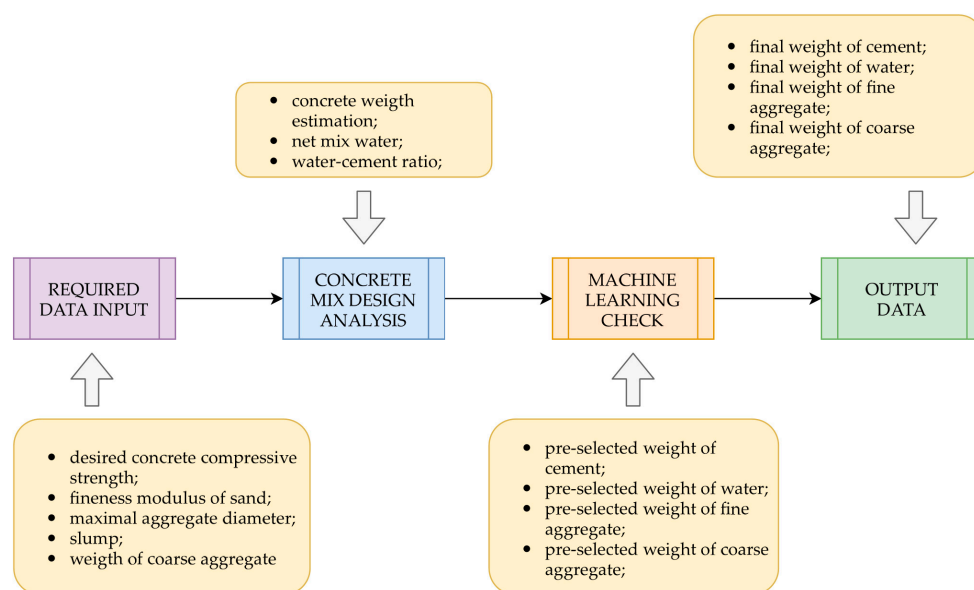 • final weight of cement;
• final weight of water;
• final weight of fine
aggregate;
• final weight of coarse
aggregate;
• concrete weigth
estimation;
• net mix water;
• water-cement ratio;
REQUIRED
DATA INPUT
CONCRETE
MIX DESIGN
ANALYSIS
MACHINE
LEARNING
CHECK
OUTPUT
DATA
• desired concrete compressive
strength;
• fineness modulus of sand;
• maximal aggregate diameter;
• slump;
• weigth of coarse aggregate
• pre-selected weight of
cement;
• pre-selected weight of water;
• pre-selected weight of fine
aggregate;
• pre-selected weight of coarse
aggregate;